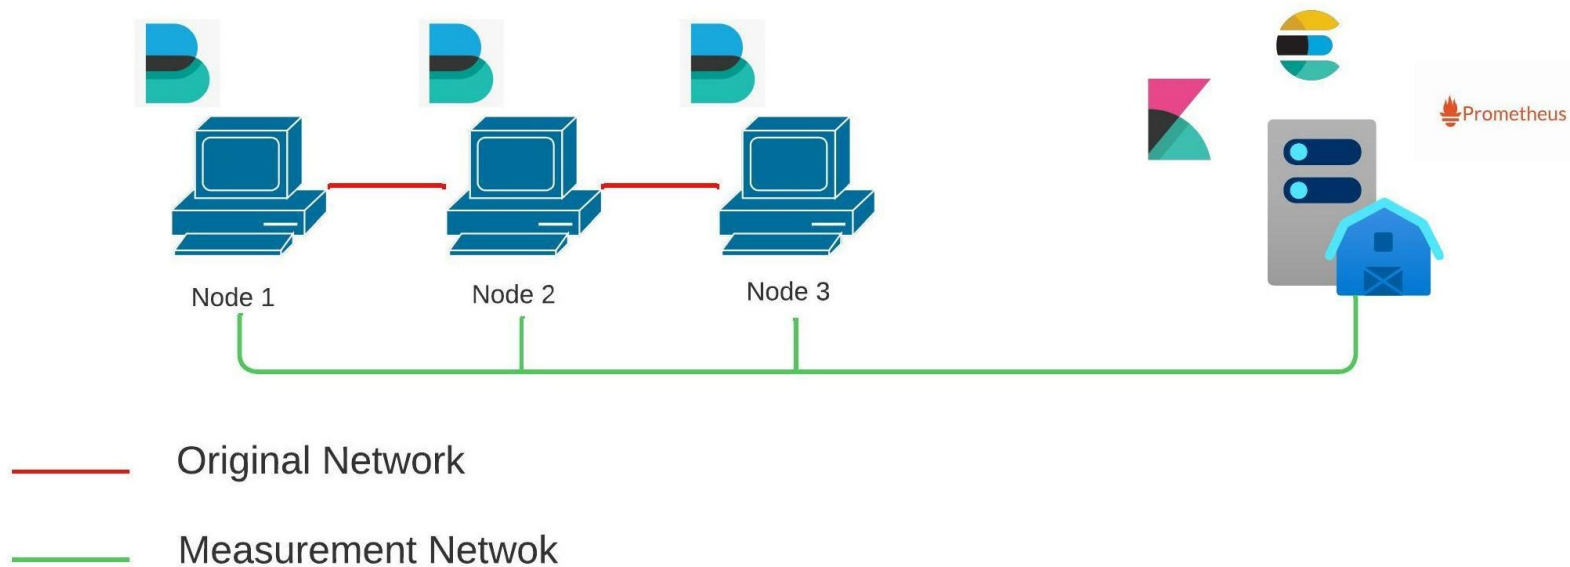 Prometheus
Node 1
Node 2
Node 3
Original Network
Measurement Netwok